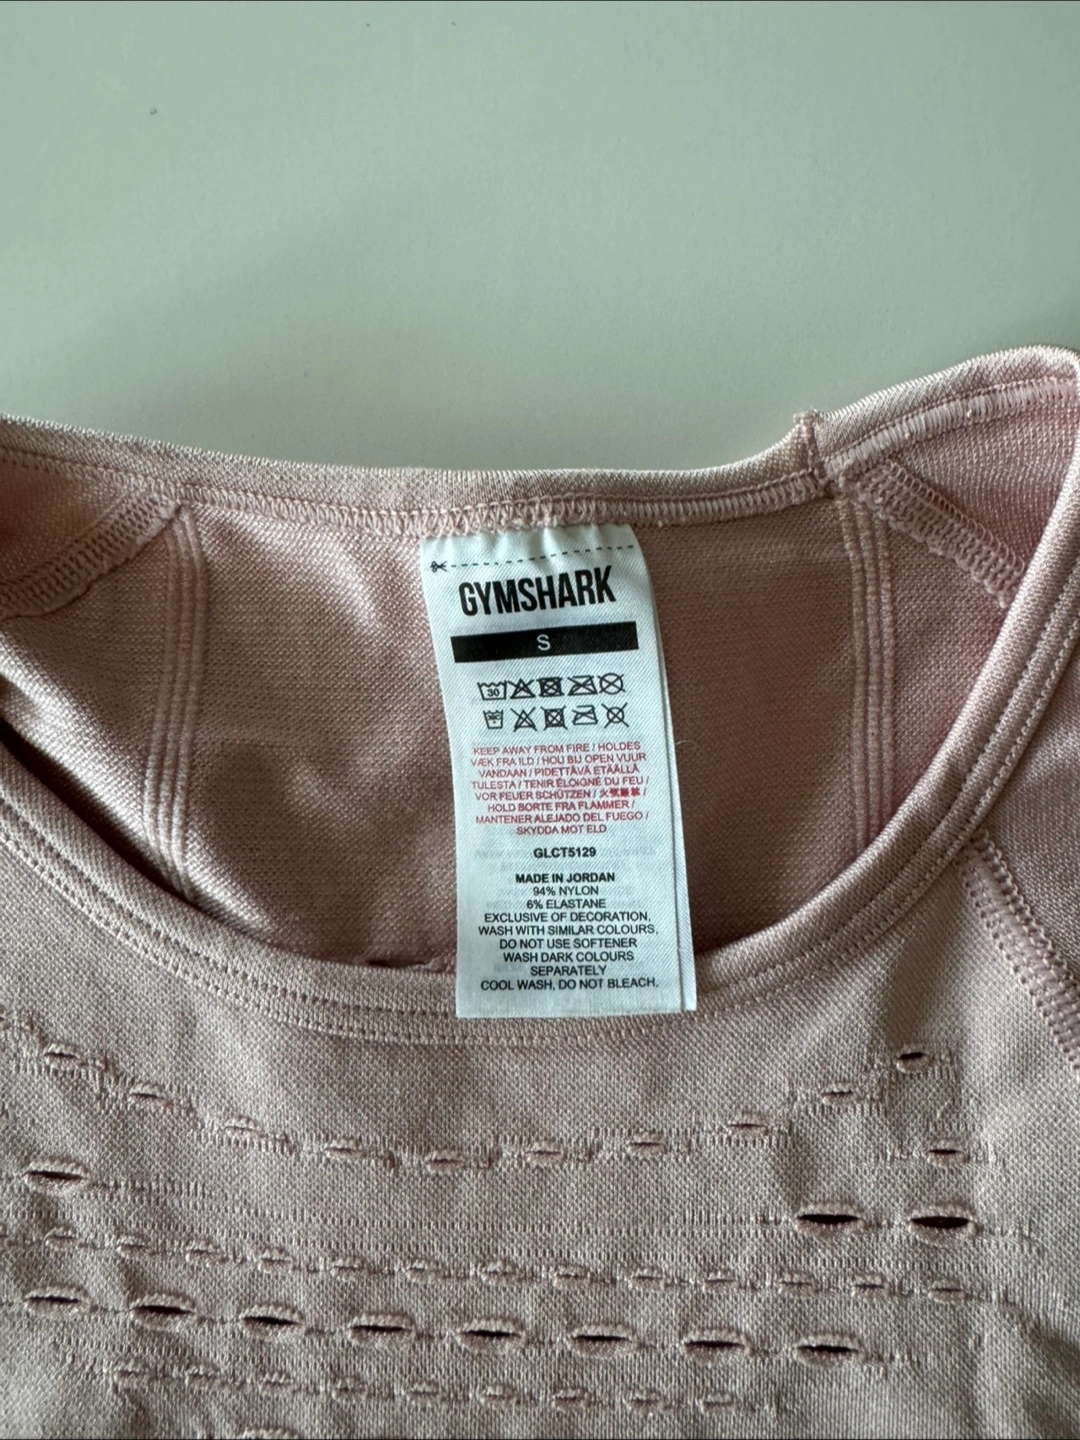 GYMSHARK
S
30
KEEP AWAY FROM FIRE / HOLDES
VÆK FRA ILD / HOU BIJ OPEN VUUR
VANDAAN / PIDETTÄVÄ ETÄÄLLÄ
TULESTA / TENIR ÉLOIGNÉ DU FEU /
VOR FEUER SCHÜTZEN / 火気厳禁 /
HOLD BORTE FRA FLAMMER /
MANTENER ALEJADO DEL FUEGO /
SKYDDA MOT ELD
GLCT5129
MADE IN JORDAN
94% NYLON
6% ELASTANE
EXCLUSIVE OF DECORATION,
WASH WITH SIMILAR COLOURS,
DO NOT USE SOFTENER
WASH DARK COLOURS
SEPARATELY
COOL WASH, DO NOT BLEACH.